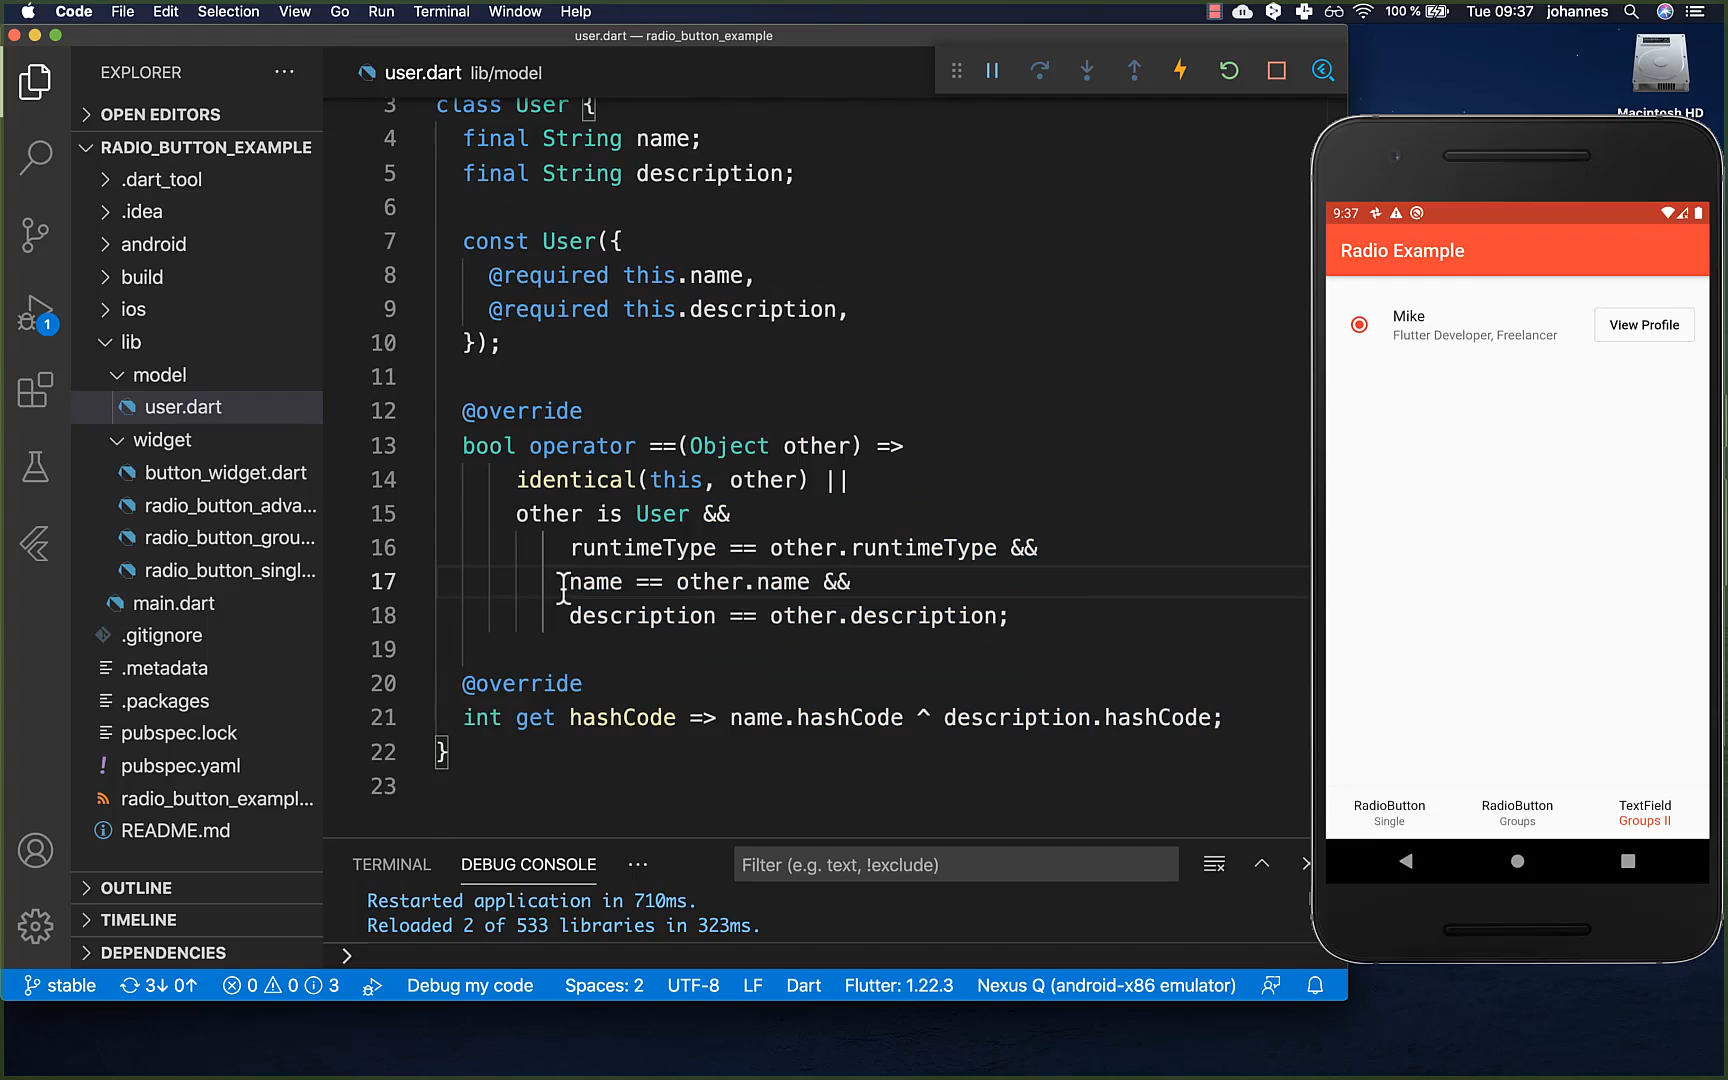 Code File Edit Selection View Go Run Terminal Window Help 100 % Tue 09:37 johannes
user.dart — radio_button_example
Macintosh HD
EXPLORER
OPEN EDITORS
RADIO_BUTTON_EXAMPLE
.dart_tool
.idea
android
build
ios
lib
model
user.dart
widget
button_widget.dart
radio_button_adva...
radio_button_grou...
radio_button_singl...
main.dart
.gitignore
.metadata
.packages
pubspec.lock
pubspec.yaml
radio_button_exampl...
README.md
OUTLINE
TIMELINE
DEPENDENCIES
1
user.dart lib/model
3 class User {
4 final String name;
5 final String description;
6
7 const User({
8 @required this.name,
9 @required this.description,
10 });
11
12 @override
13 bool operator ==(Object other) =>
14 identical(this, other) ||
15 other is User &&
16 runtimeType == other.runtimeType &&
17 name == other.name &&
18 description == other.description;
19
20 @override
21 int get hashCode => name.hashCode ^ description.hashCode;
22 }
23
TERMINAL DEBUG CONSOLE Filter (e.g. text, !exclude)
Restarted application in 710ms.
Reloaded 2 of 533 libraries in 323ms.
stable 3↓ 0↑ 0 0 3 Debug my code Spaces: 2 UTF-8 LF Dart Flutter: 1.22.3 Nexus Q (android-x86 emulator)
9:37
Radio Example
Mike
Flutter Developer, Freelancer
View Profile
RadioButton RadioButton TextField
Single Groups Groups II